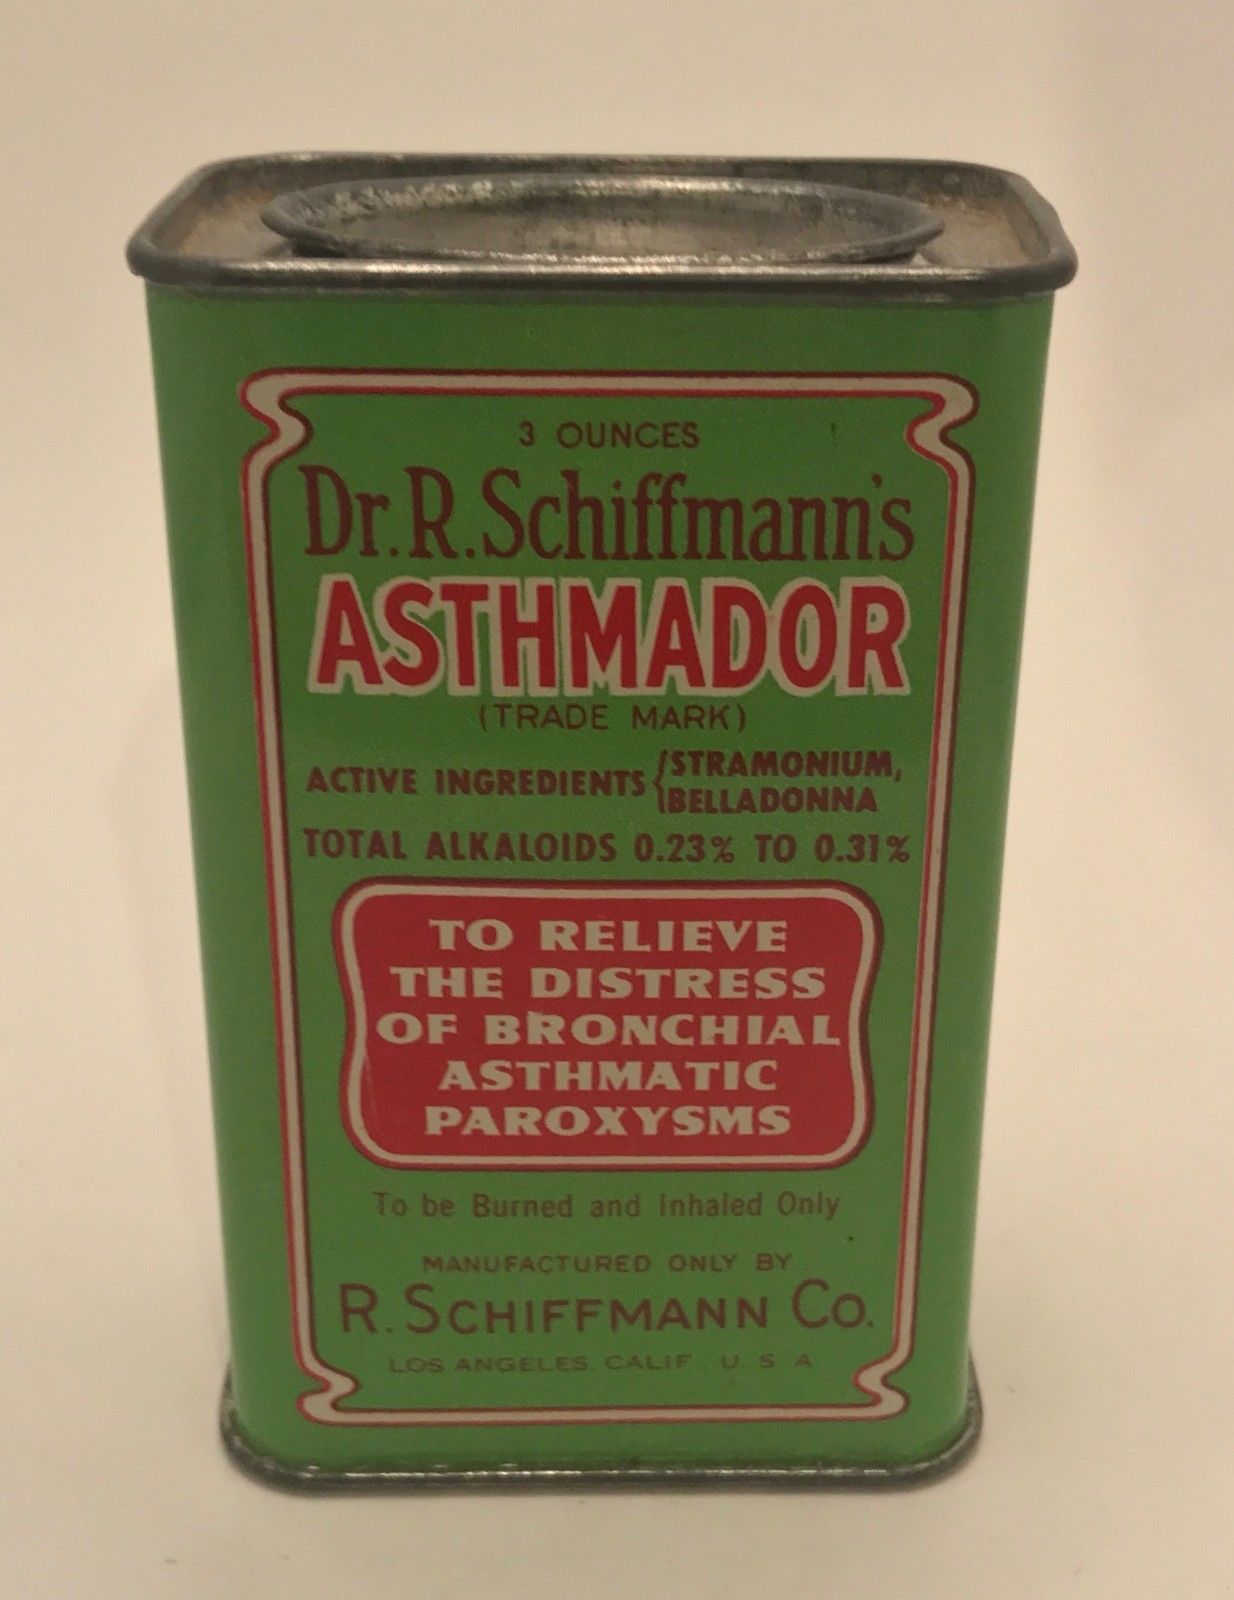 3 OUNCES
Dr. R. Schiffmann's
ASTHMADOR
(TRADE MARK)
ACTIVE INGREDIENTS { STRAMONIUM,
BELLADONNA
TOTAL ALKALOIDS 0.23% TO 0.31%
TO RELIEVE
THE DISTRESS
OF BRONCHIAL
ASTHMATIC
PAROXYSMS
To be Burned and Inhaled Only
MANUFACTURED ONLY BY
R. SCHIFFMANN CO.
LOS ANGELES, CALIF., U. S. A.